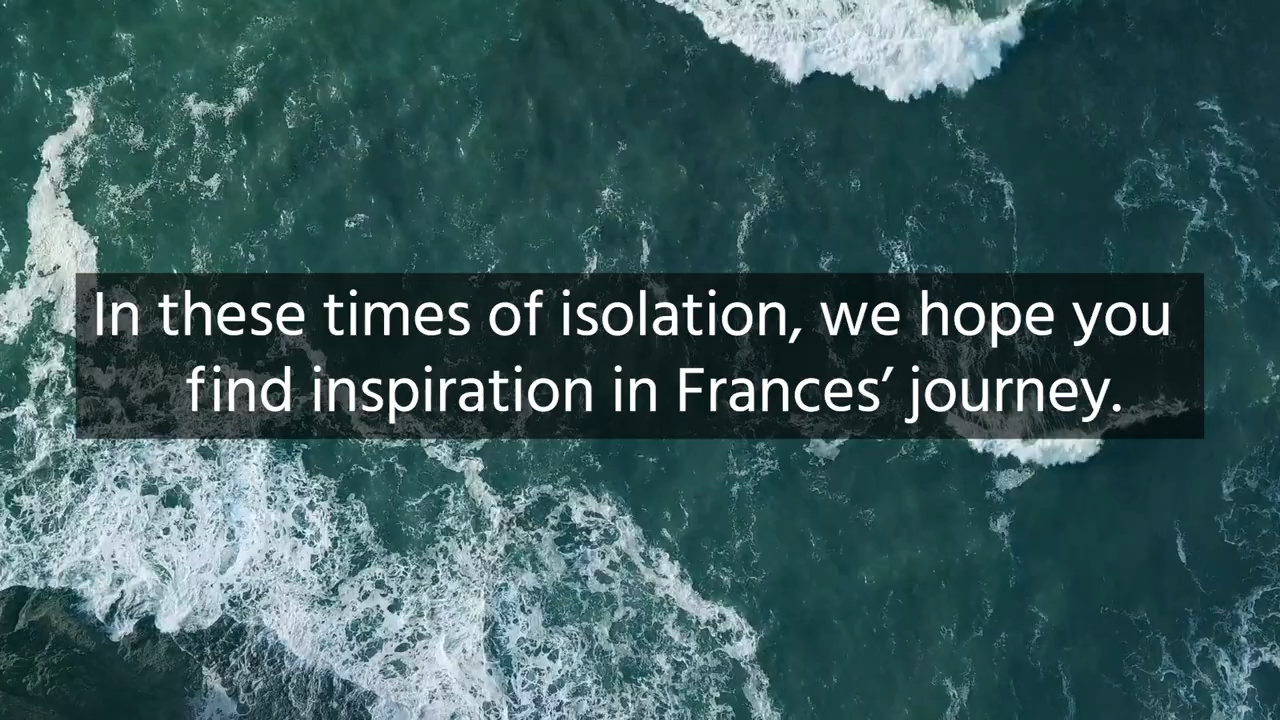 In these times of isolation, we hope you
find inspiration in Frances’ journey.